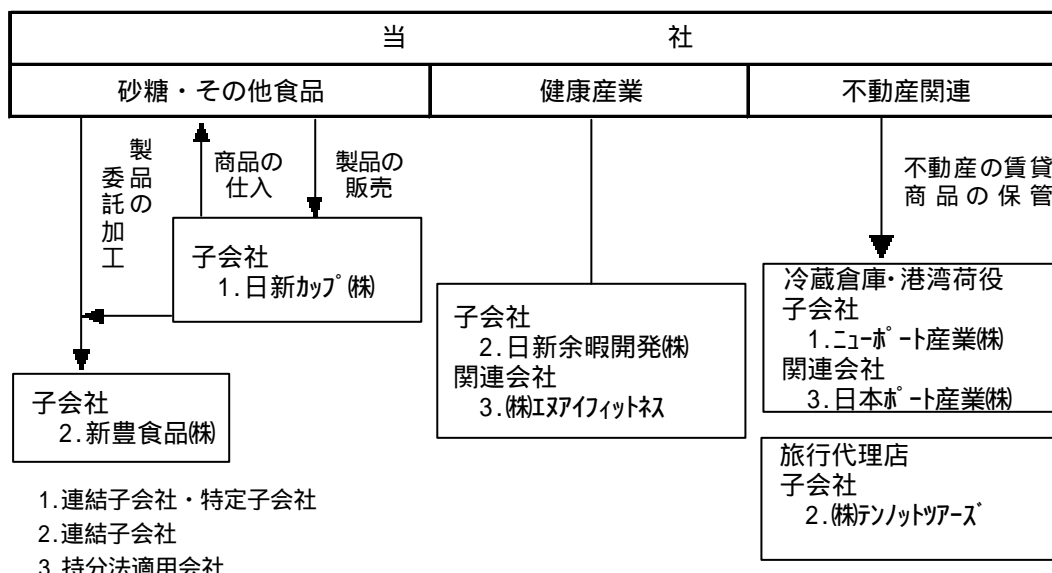 当　　　　　社
砂糖・その他食品
健康産業
不動産関連
製品の
委託加工
商品の
仕入
製品の
販売
不動産の賃貸
商品の保管
子会社
1.日新ｶｯﾌﾟ(株)
子会社
2.新豊食品(株)
子会社
2.日新余暇開発(株)
関連会社
3.(株)ｴﾇｱｲﾌｨｯﾄﾈｽ
冷蔵倉庫・港湾荷役
子会社
1.ﾆｭｰﾎﾟｰﾄ産業(株)
関連会社
3.日本ﾎﾟｰﾄ産業(株)
旅行代理店
子会社
2.(株)ﾃﾝﾉｯﾄﾂｱｰｽﾞ
1.連結子会社・特定子会社
2.連結子会社
3.持分法適用会社